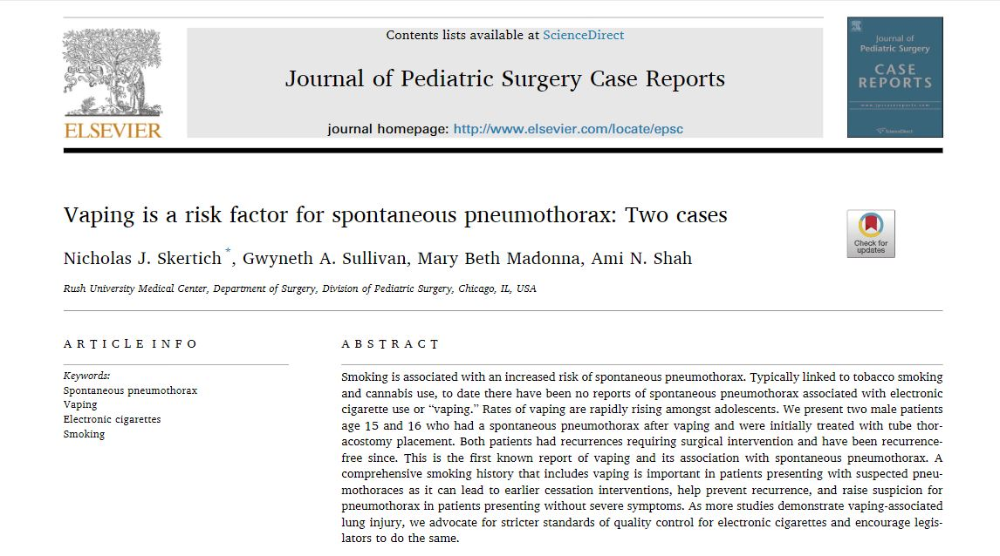 Contents lists available at ScienceDirect
Journal of Pediatric Surgery Case Reports
journal homepage: http://www.elsevier.com/locate/epsc
ELSEVIER
Journal of
Pediatric Surgery
CASE
REPORTS
www.jpscasereports.com
ScienceDirect
Vaping is a risk factor for spontaneous pneumothorax: Two cases
Check for
updates
Nicholas J. Skertich *, Gwyneth A. Sullivan, Mary Beth Madonna, Ami N. Shah
Rush University Medical Center, Department of Surgery, Division of Pediatric Surgery, Chicago, IL, USA
ARTICLE INFO
Keywords:
Spontaneous pneumothorax
Vaping
Electronic cigarettes
Smoking
ABSTRACT
Smoking is associated with an increased risk of spontaneous pneumothorax. Typically linked to tobacco smoking
and cannabis use, to date there have been no reports of spontaneous pneumothorax associated with electronic
cigarette use or “vaping.” Rates of vaping are rapidly rising amongst adolescents. We present two male patients
age 15 and 16 who had a spontaneous pneumothorax after vaping and were initially treated with tube thor-
acostomy placement. Both patients had recurrences requiring surgical intervention and have been recurrence-
free since. This is the first known report of vaping and its association with spontaneous pneumothorax. A
comprehensive smoking history that includes vaping is important in patients presenting with suspected pneu-
mothoraces as it can lead to earlier cessation interventions, help prevent recurrence, and raise suspicion for
pneumothorax in patients presenting without severe symptoms. As more studies demonstrate vaping-associated
lung injury, we advocate for stricter standards of quality control for electronic cigarettes and encourage legis-
lators to do the same.